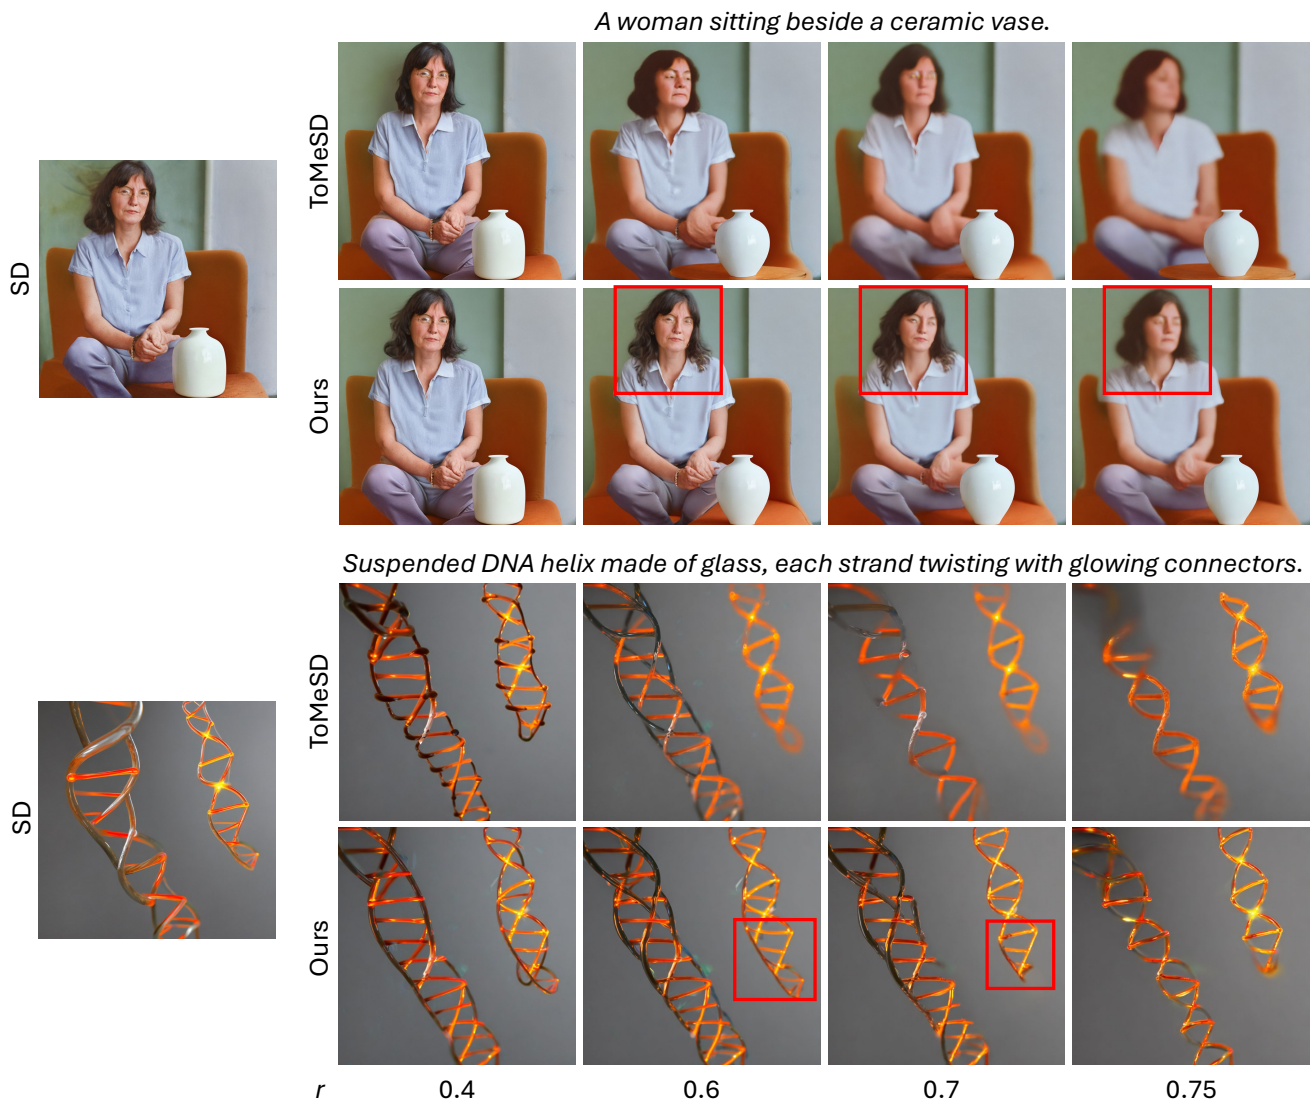 A woman sitting beside a ceramic vase.
ToMeSD
SD
Ours
Suspended DNA helix made of glass, each strand twisting with glowing connectors.
ToMeSD
SD
Ours
r 0.4 0.6 0.7 0.75